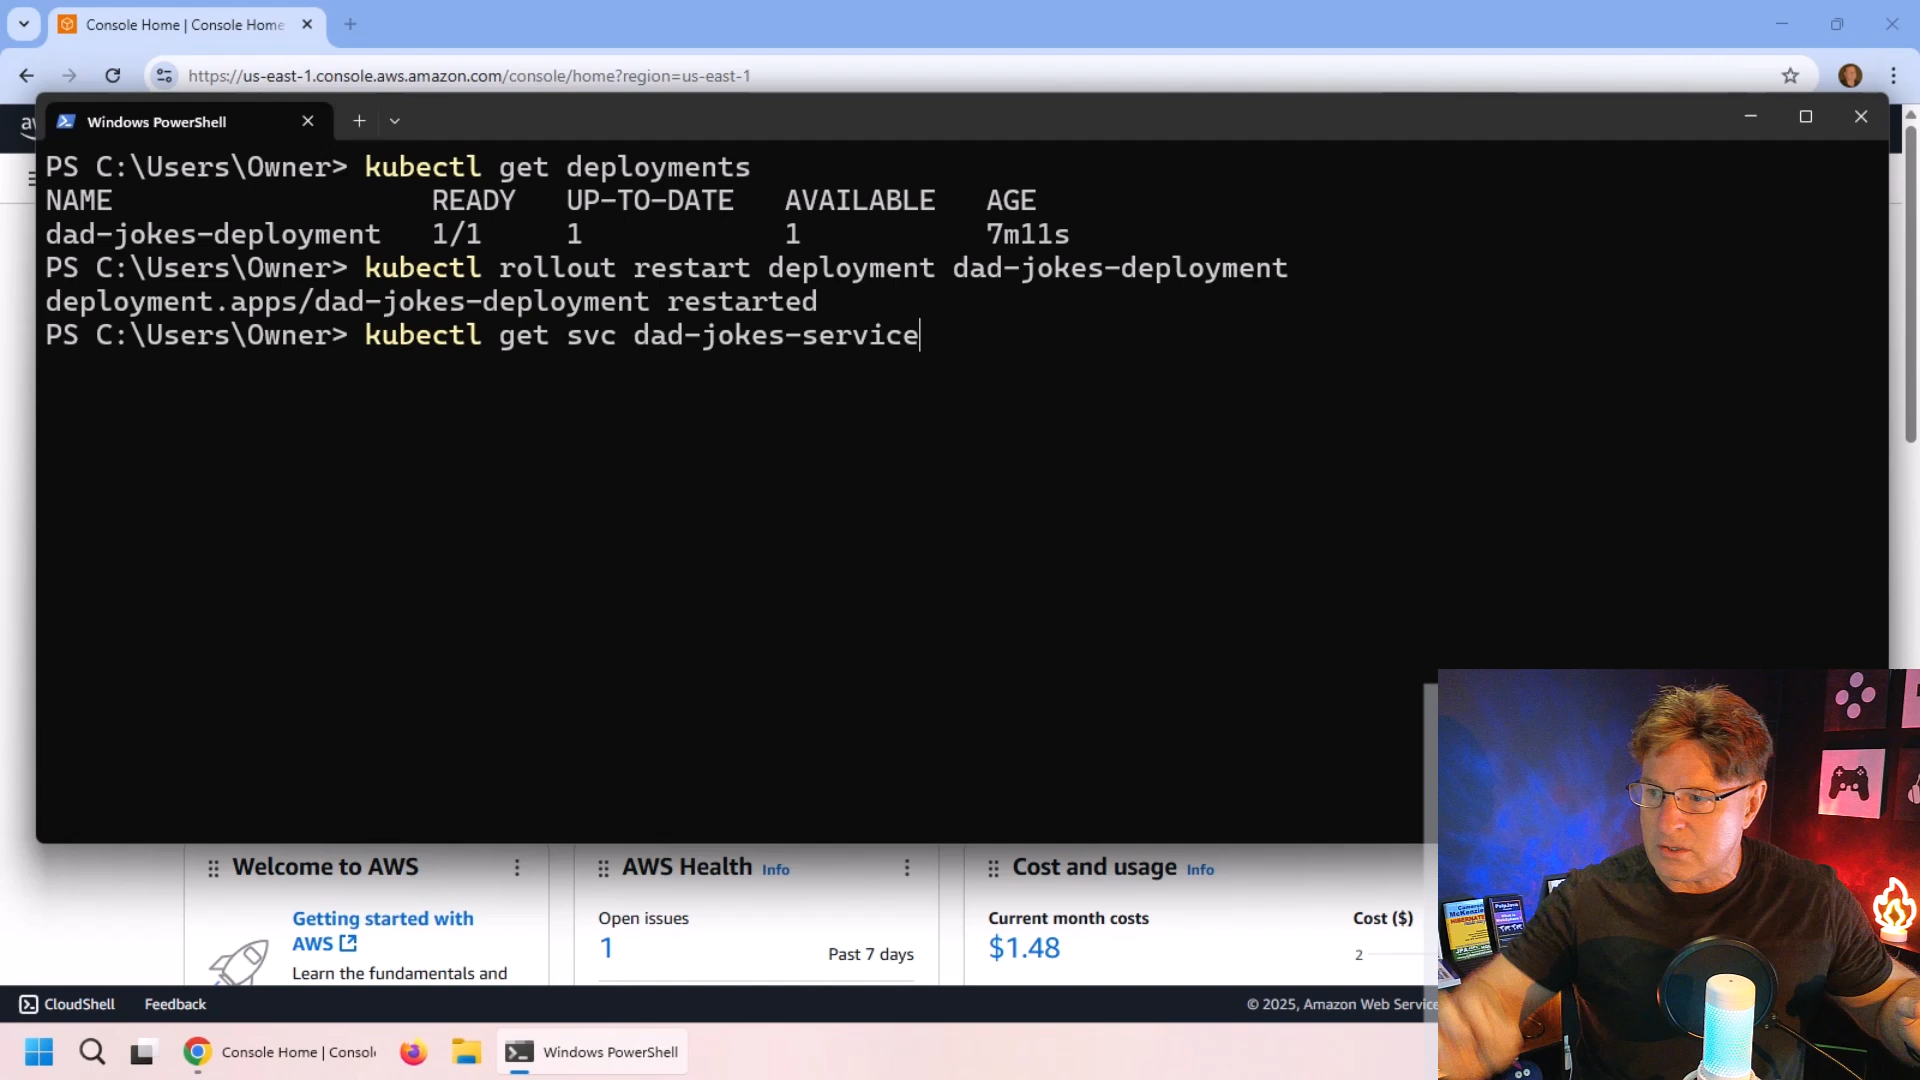 Console Home | Console Home
https://us-east-1.console.aws.amazon.com/console/home?region=us-east-1
Windows PowerShell
PS C:\Users\Owner> kubectl get deployments
NAME READY UP-TO-DATE AVAILABLE AGE
dad-jokes-deployment 1/1 1 1 7m11s
PS C:\Users\Owner> kubectl rollout restart deployment dad-jokes-deployment
deployment.apps/dad-jokes-deployment restarted
PS C:\Users\Owner> kubectl get svc dad-jokes-service
Welcome to AWS
AWS Health Info
Cost and usage Info
Getting started with
AWS
Learn the fundamentals and
Open issues
1
Past 7 days
Current month costs
$1.48
Cost ($)
2
Cameron
McKenzie
HIBERNATE
CloudShell
Feedback
© 2025, Amazon Web Service
Console Home | Consol
Windows PowerShell